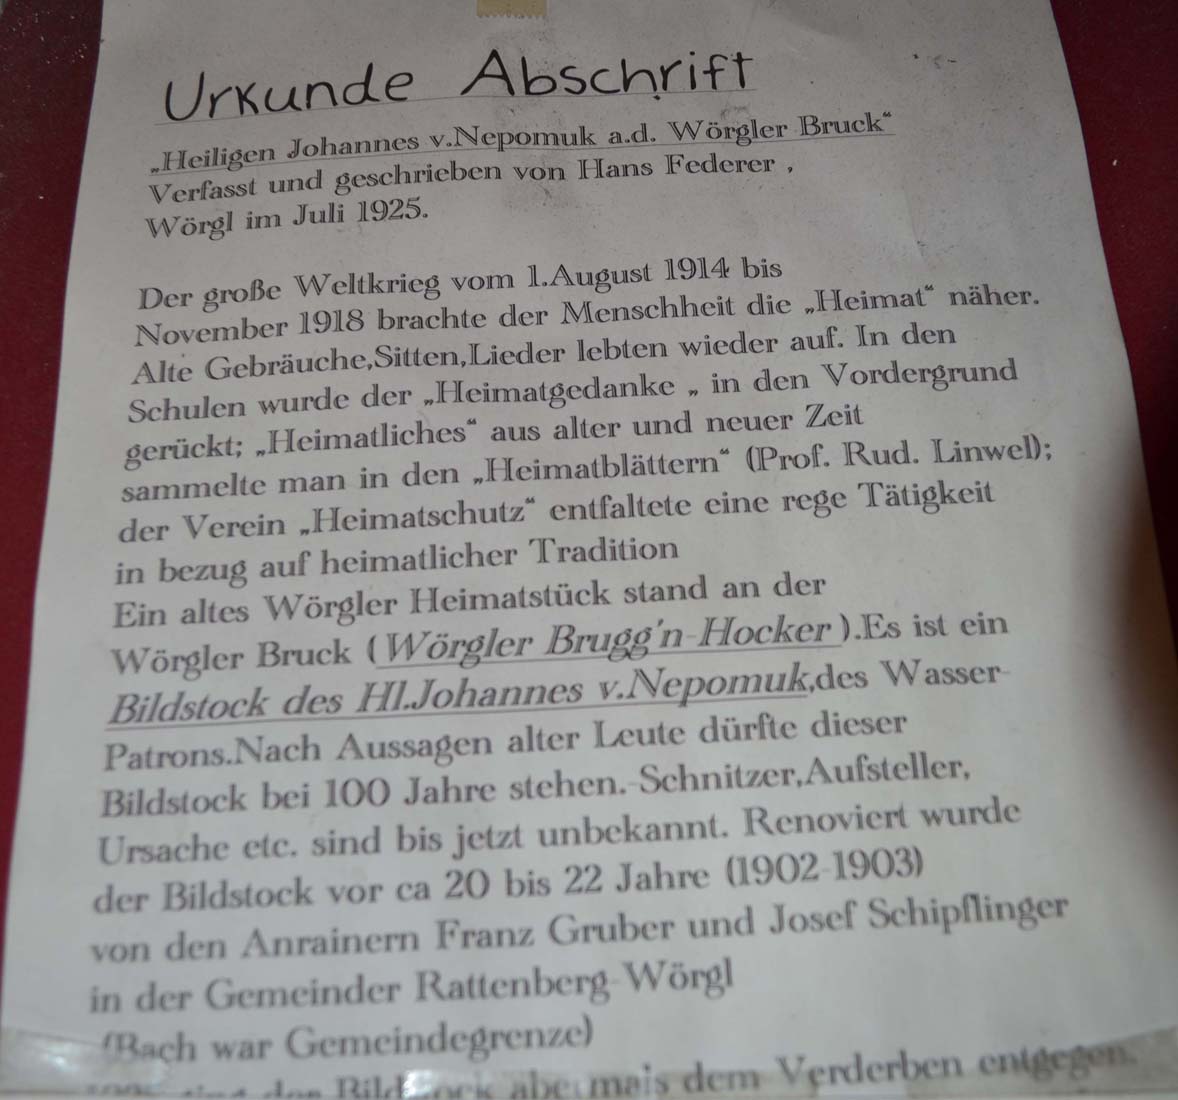 Urkunde Abschrift
„Heiligen Johannes v.Nepomuk a.d. Wörgler Bruck“
Verfasst und geschrieben von Hans Federer ,
Wörgl im Juli 1925.
Der große Weltkrieg vom 1.August 1914 bis
November 1918 brachte der Menschheit die „Heimat“ näher.
Alte Gebräuche,Sitten,Lieder lebten wieder auf. In den
Schulen wurde der „Heimatgedanke „ in den Vordergrund
gerückt; „Heimatliches“ aus alter und neuer Zeit
sammelte man in den „Heimatblättern“ (Prof. Rud. Linwel);
der Verein „Heimatschutz“ entfaltete eine rege Tätigkeit
in bezug auf heimatlicher Tradition
Ein altes Wörgler Heimatstück stand an der
Wörgler Bruck ( Wörgler Brugg'n-Hocker ).Es ist ein
Bildstock des Hl.Johannes v.Nepomuk,des Wasser-
Patrons.Nach Aussagen alter Leute dürfte dieser
Bildstock bei 100 Jahre stehen.-Schnitzer,Aufsteller,
Ursache etc. sind bis jetzt unbekannt. Renoviert wurde
der Bildstock vor ca 20 bis 22 Jahre (1902-1903)
von den Anrainern Franz Gruber und Josef Schipflinger
in der Gemeinder Rattenberg-Wörgl
(Bach war Gemeindegrenze)
der Bildstock abermais dem Verderben entgegen.